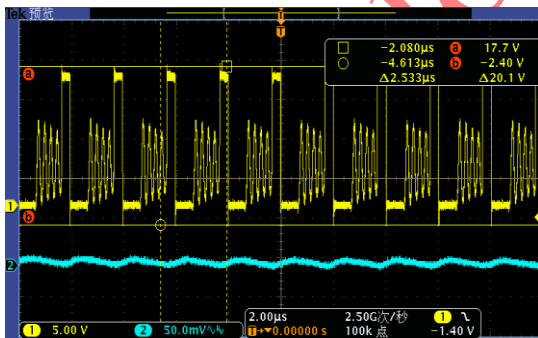 Tek 预览
T
T
□ -2.080µs a 17.7 V
○ -4.613µs b -2.40 V
Δ2.533µs Δ20.1 V
a
1
b
2
1 5.00 V 2 50.0mV 2.00µs 2.50G次/秒 1
T→▼0.00000 s 100k 点 -1.40 V